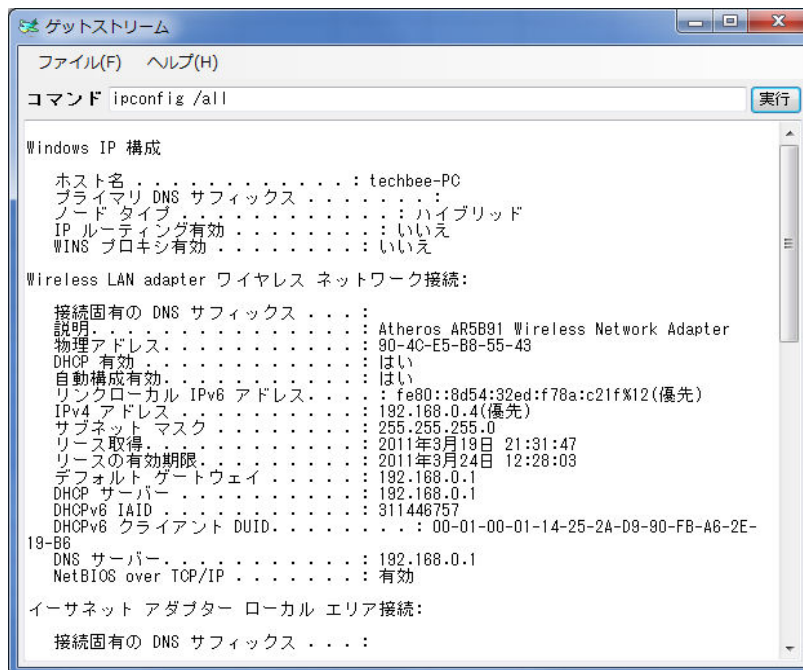 ゲットストリーム
ファイル(F) ヘルプ(H)
コマンド ipconfig /all 実行
Windows IP 構成
ホスト名 . . . . . . . . . . . . : techbee-PC
プライマリ DNS サフィックス . . . . . . . :
ノード タイプ . . . . . . . . . . . . : ハイブリッド
IP ルーティング有効 . . . . . . . . : いいえ
WINS プロキシ有効 . . . . . . . . : いいえ
Wireless LAN adapter ワイヤレス ネットワーク接続:
接続固有の DNS サフィックス . . . :
説明. . . . . . . . . . . . . . . : Atheros AR5B91 Wireless Network Adapter
物理アドレス. . . . . . . . . . . : 90-4C-E5-B8-55-43
DHCP 有効 . . . . . . . . . . . . : はい
自動構成有効. . . . . . . . . . . : はい
リンクローカル IPv6 アドレス. . . . : fe80::8d54:32ed:f78a:c21f%12(優先)
IPv4 アドレス . . . . . . . . . . : 192.168.0.4(優先)
サブネット マスク . . . . . . . . : 255.255.255.0
リース取得. . . . . . . . . . . . : 2011年3月19日 21:31:47
リースの有効期限. . . . . . . . . : 2011年3月24日 12:28:03
デフォルト ゲートウェイ . . . . . : 192.168.0.1
DHCP サーバー . . . . . . . . . . : 192.168.0.1
DHCPv6 IAID . . . . . . . . . . . : 311446757
DHCPv6 クライアント DUID. . . . . . . . : 00-01-00-01-14-25-2A-D9-90-FB-A6-2E-
19-B6
DNS サーバー. . . . . . . . . . . : 192.168.0.1
NetBIOS over TCP/IP . . . . . . . : 有効
イーサネット アダプター ローカル エリア接続:
接続固有の DNS サフィックス . . . :